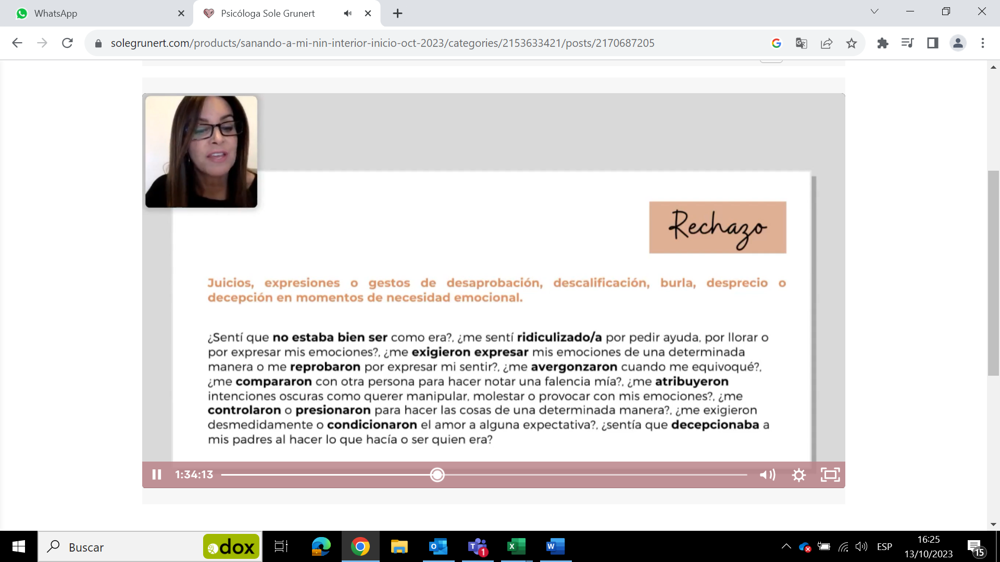 WhatsApp
Psicóloga Sole Grunert
solegrunert.com/products/sanando-a-mi-nin-interior-inicio-oct-2023/categories/2153633421/posts/2170687205
Rechazo
Juicios, expresiones o gestos de desaprobación, descalificación, burla, desprecio o
decepción en momentos de necesidad emocional.
¿Sentí que no estaba bien ser como era?, ¿me sentí ridiculizado/a por pedir ayuda, por llorar o
por expresar mis emociones?, ¿me exigieron expresar mis emociones de una determinada
manera o me reprobaron por expresar mi sentir?, ¿me avergonzaron cuando me equivoqué?,
¿me compararon con otra persona para hacer notar una falencia mía?, ¿me atribuyeron
intenciones oscuras como querer manipular, molestar o provocar con mis emociones?, ¿me
controlaron o presionaron para hacer las cosas de una determinada manera?, ¿me exigieron
desmedidamente o condicionaron el amor a alguna expectativa?, ¿sentía que decepcionaba a
mis padres al hacer lo que hacía o ser quien era?
1:34:13
Buscar
dox
1
ESP
16:25
13/10/2023
15